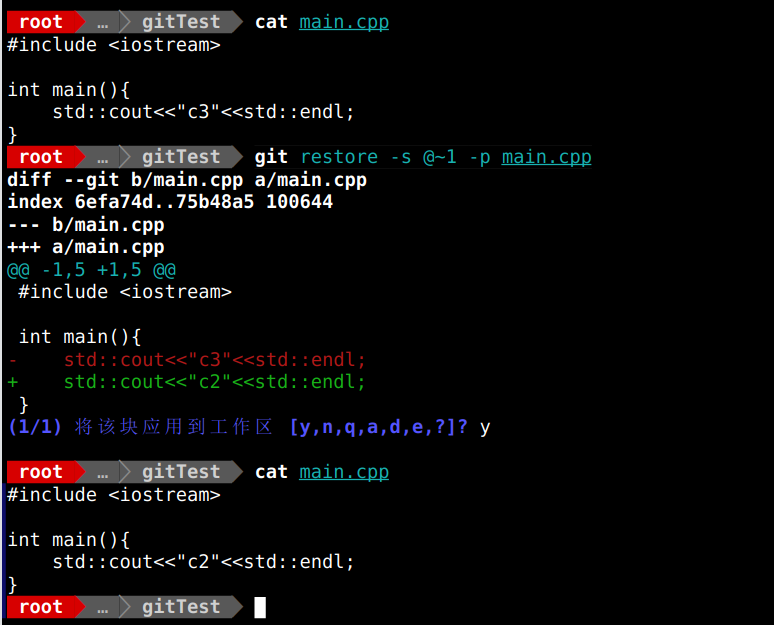 root … gitTest cat main.cpp
#include <iostream>
int main(){
    std::cout<<"c3"<<std::endl;
}
root … gitTest git restore -s @~1 -p main.cpp
diff --git b/main.cpp a/main.cpp
index 6efa74d..75b48a5 100644
--- b/main.cpp
+++ a/main.cpp
@@ -1,5 +1,5 @@
 #include <iostream>
 int main(){
-    std::cout<<"c3"<<std::endl;
+    std::cout<<"c2"<<std::endl;
 }
(1/1) 将该块应用到工作区 [y,n,q,a,d,e,?]? y
root … gitTest cat main.cpp
#include <iostream>
int main(){
    std::cout<<"c2"<<std::endl;
}
root … gitTest